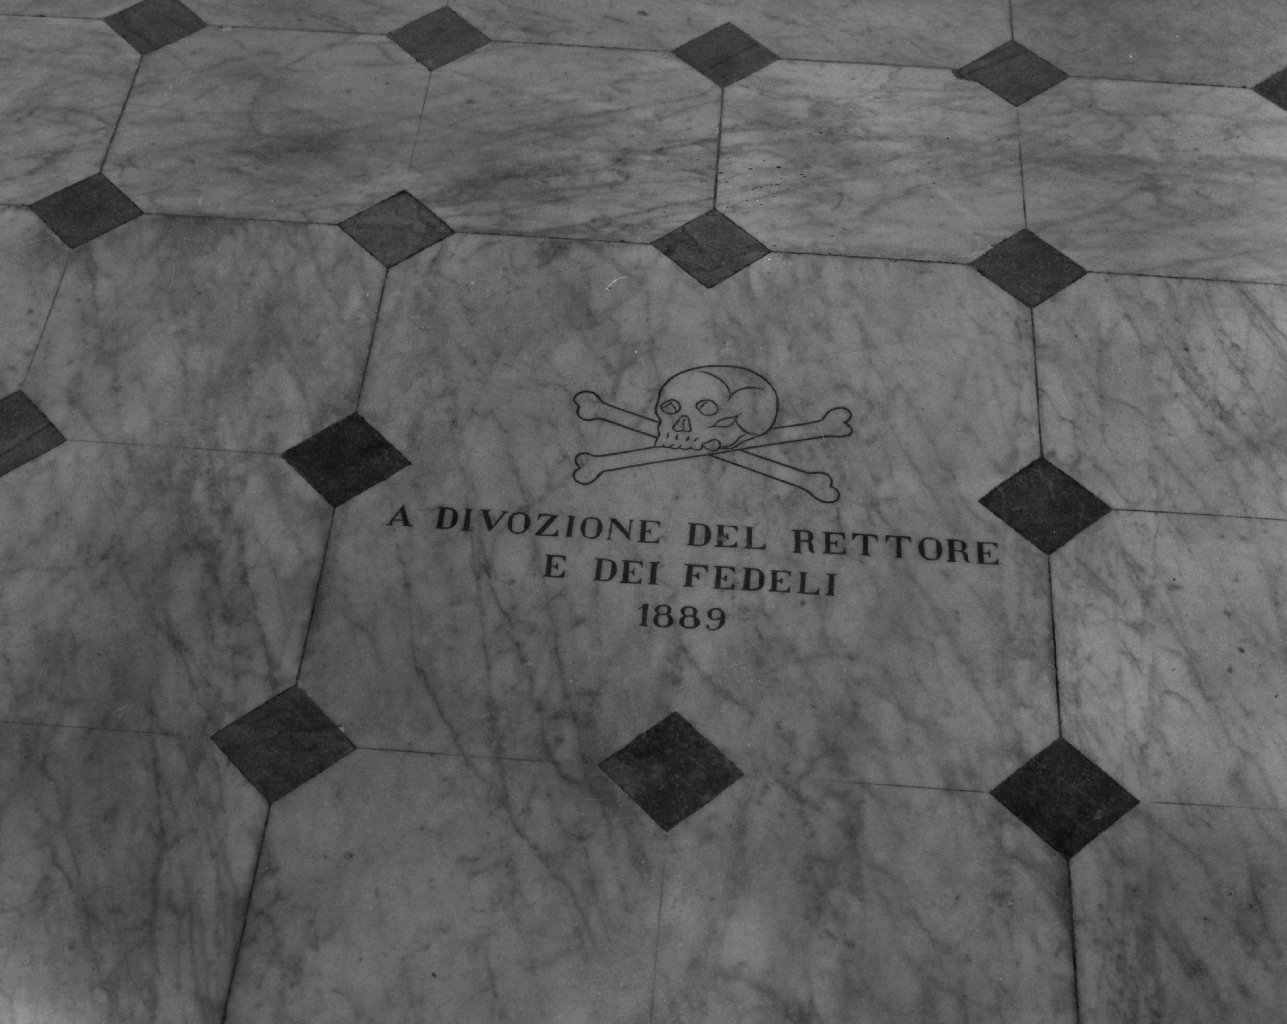 A DIVOZIONE DEL RETTORE
E DEI FEDELI
1889